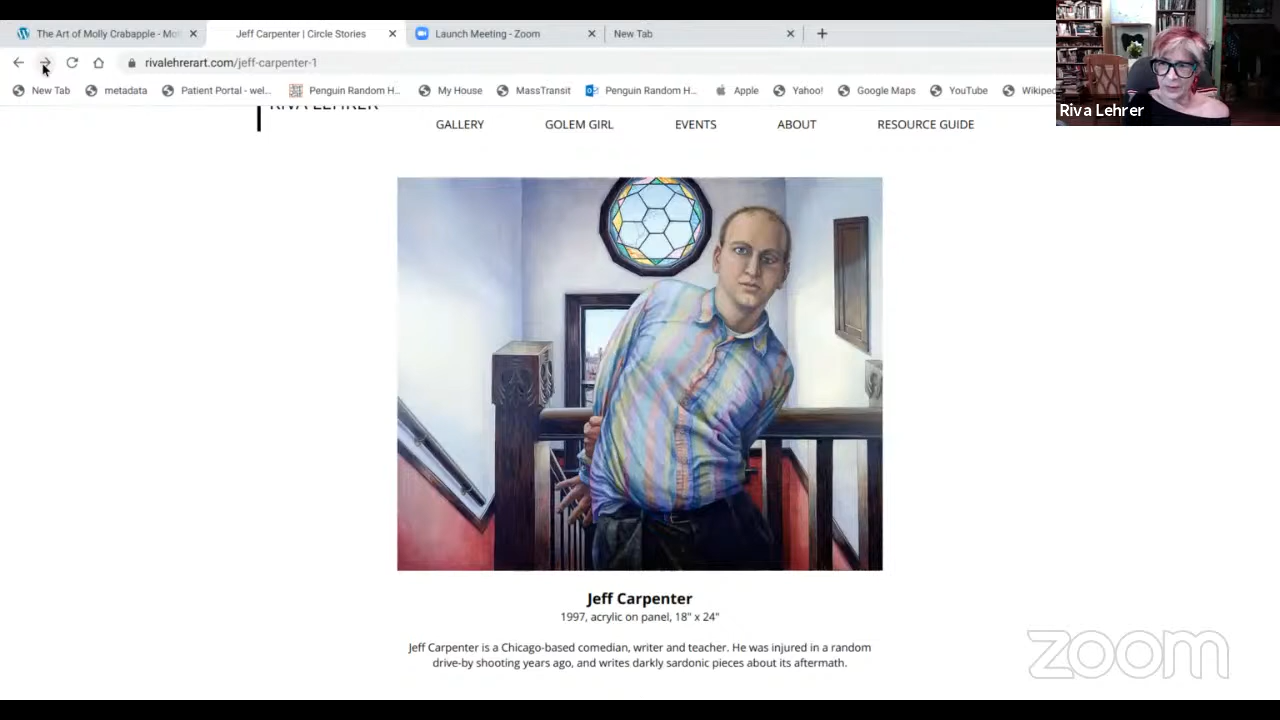 The Art of Molly Crabapple - Mol
Jeff Carpenter | Circle Stories
Launch Meeting - Zoom
New Tab
rivalehrerart.com/jeff-carpenter-1
New Tab
metadata
Patient Portal - wel...
Penguin Random H...
My House
MassTransit
Penguin Random H...
Apple
Yahoo!
Google Maps
YouTube
Wikiped
Riva Lehrer
RIVA LEHRER
GALLERY
GOLEM GIRL
EVENTS
ABOUT
RESOURCE GUIDE
Jeff Carpenter
1997, acrylic on panel, 18" x 24"
Jeff Carpenter is a Chicago-based comedian, writer and teacher. He was injured in a random
drive-by shooting years ago, and writes darkly sardonic pieces about its aftermath.
zoom